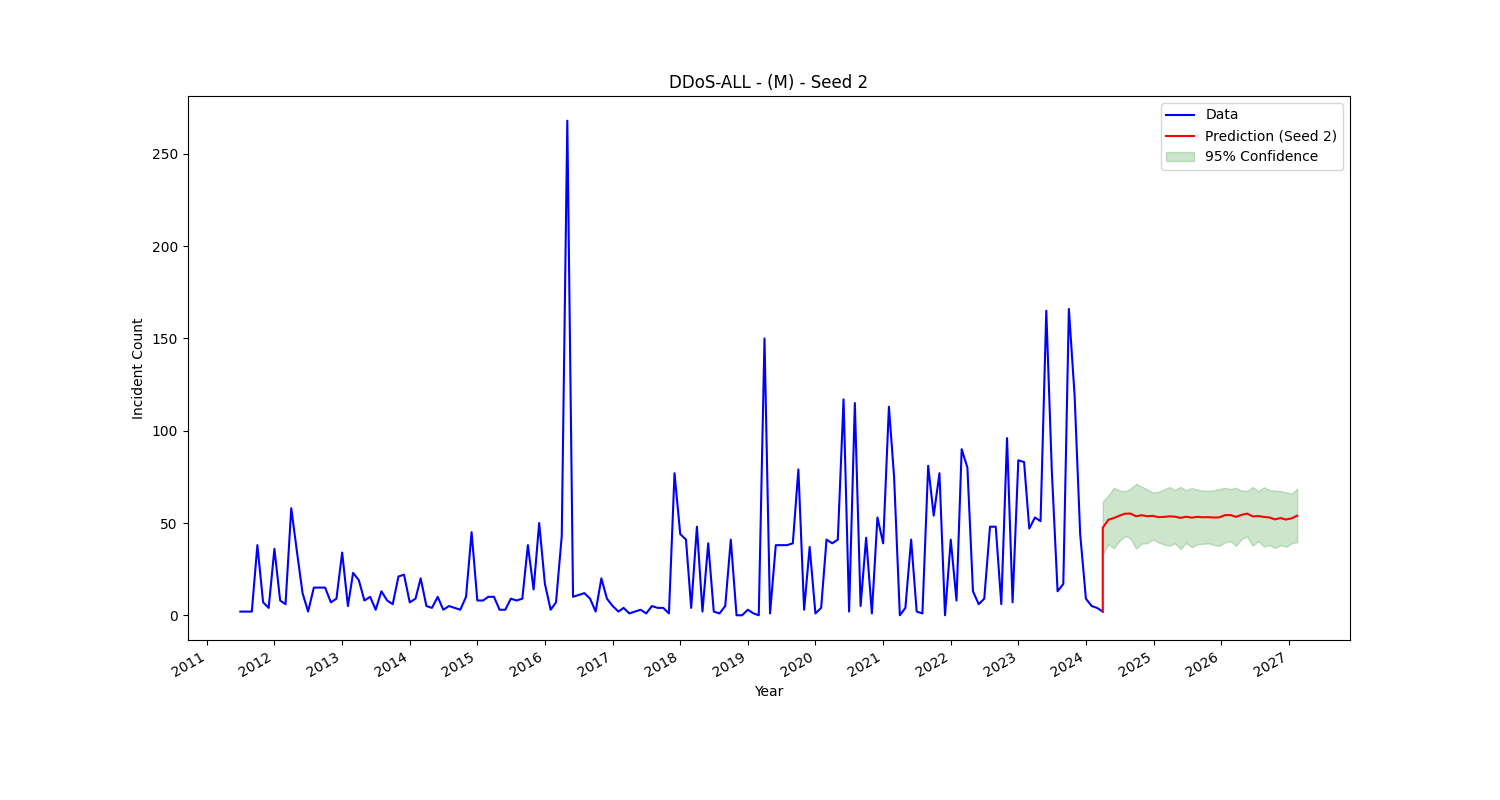 DDoS-ALL - (M) - Seed 2
Data
Prediction (Seed 2)
95% Confidence
250
200
150
100
50
0
Incident Count
2011 2012 2013 2014 2015 2016 2017 2018 2019 2020 2021 2022 2023 2024 2025 2026 2027
Year